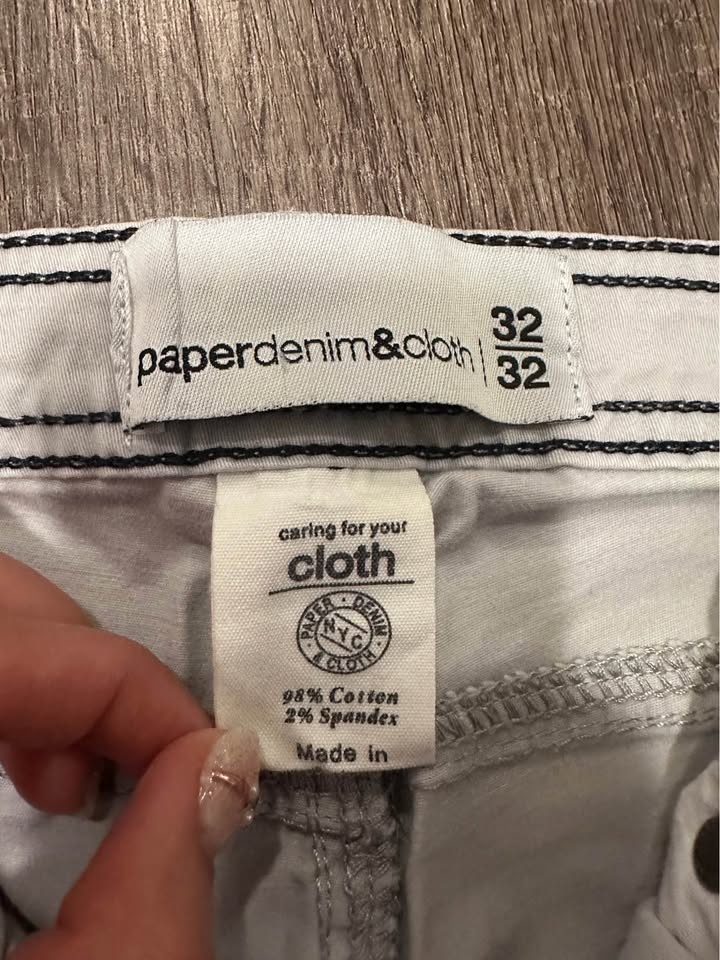 paperdenim&cloth | 32
32
caring for your
cloth
PAPER · DENIM
NYC
& CLOTH ·
98% Cotton
2% Spandex
Made in